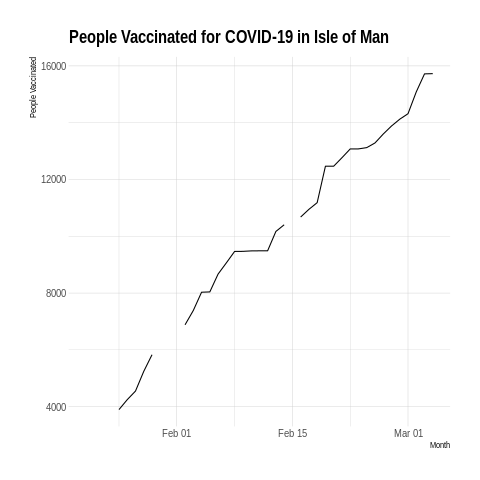 People Vaccinated for COVID-19 in Isle of Man
People Vaccinated
16000
12000
8000
4000
Feb 01
Feb 15
Mar 01
Month